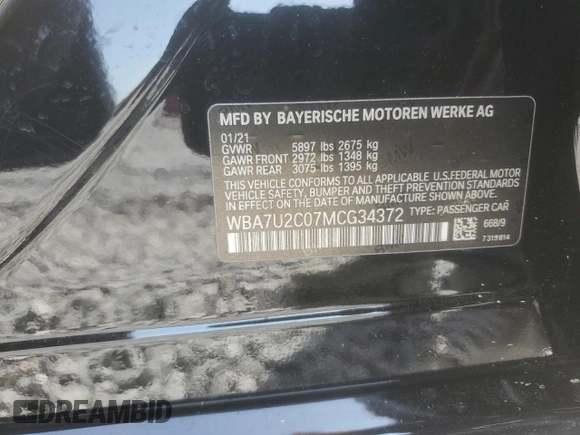 MFD BY BAYERISCHE MOTOREN WERKE AG
01/21
GVWR 5897 lbs 2675 kg
GAWR FRONT 2972 lbs 1348 kg
GAWR REAR 3075 lbs 1395 kg
THIS VEHICLE CONFORMS TO ALL APPLICABLE U.S.FEDERAL MOTOR
VEHICLE SAFETY, BUMPER AND THEFT PREVENTION STANDARDS
IN EFFECT ON THE DATE OF MANUFACTURE SHOWN ABOVE.
WBA7U2C07MCG34372 TYPE: PASSENGER CAR
668/9
7319814
DREAMBID